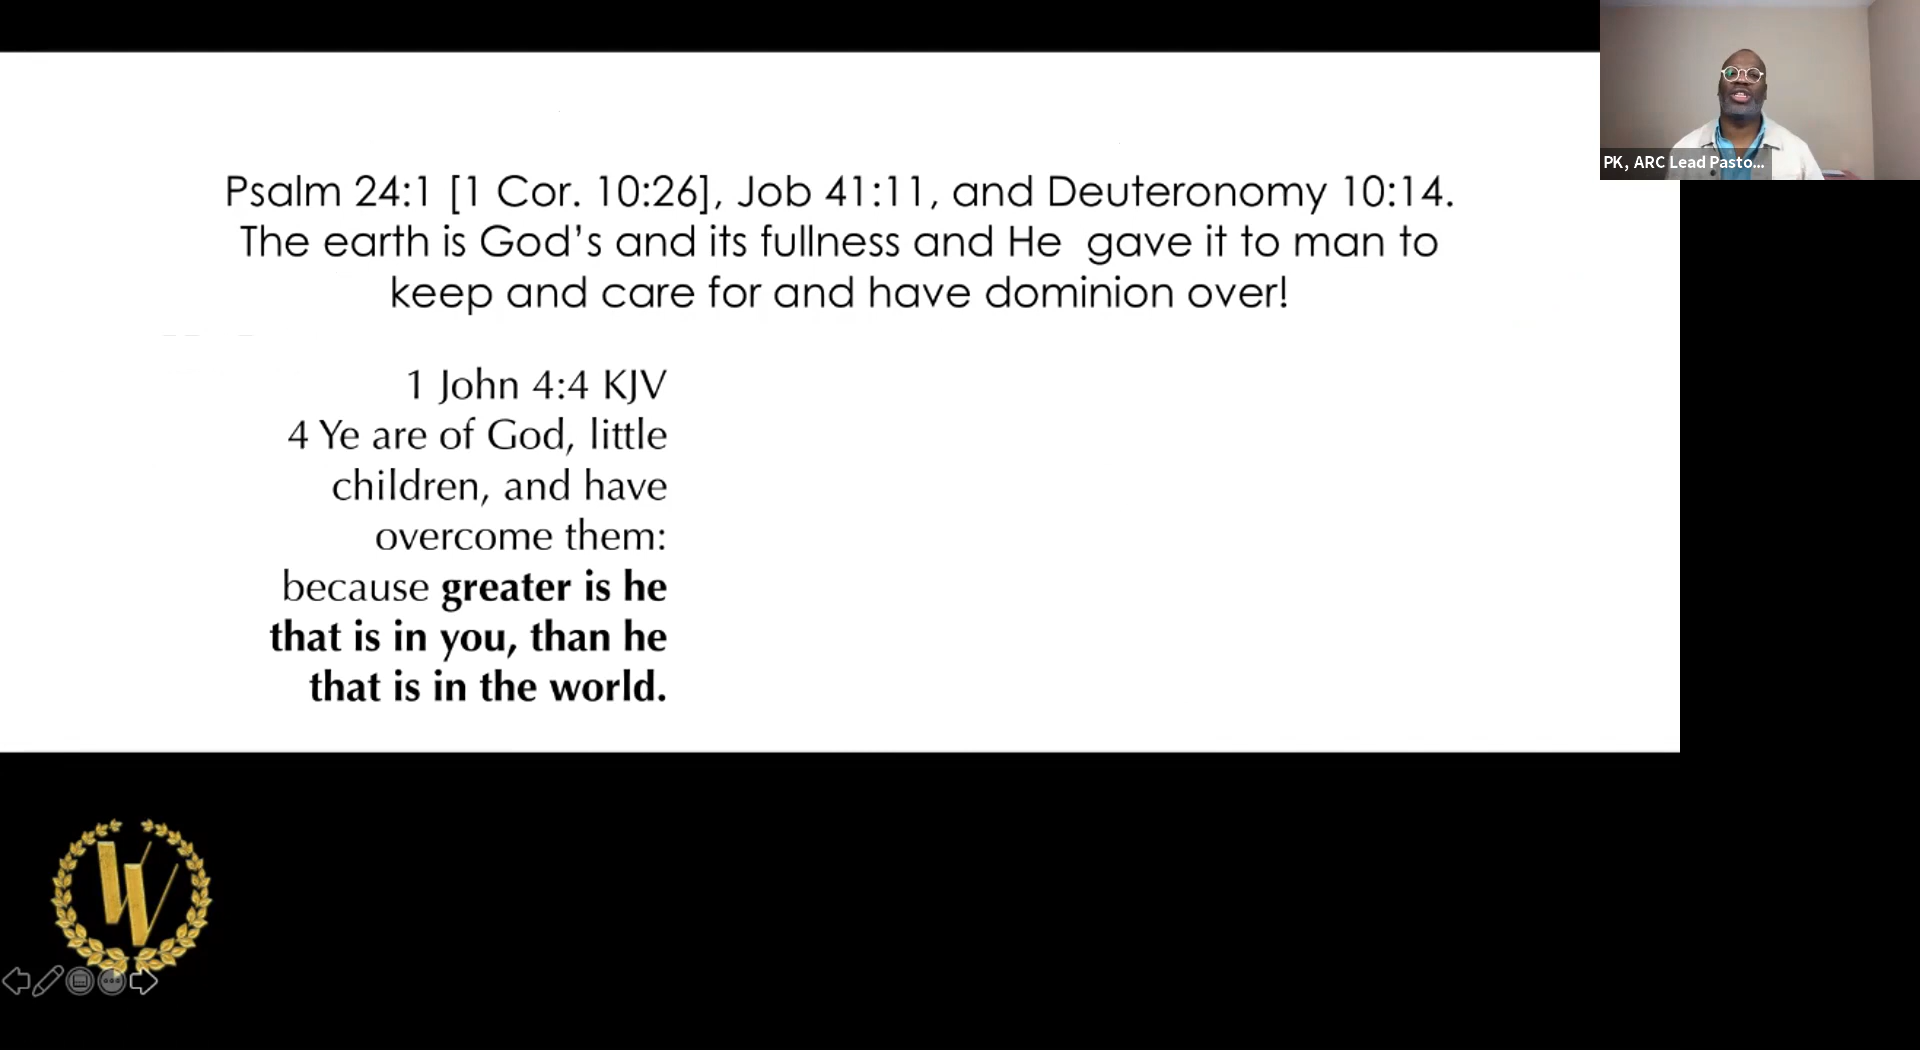 PK, ARC Lead Pasto...
Psalm 24:1 [1 Cor. 10:26], Job 41:11, and Deuteronomy 10:14.
The earth is God’s and its fullness and He  gave it to man to
keep and care for and have dominion over!
1 John 4:4 KJV
4 Ye are of God, little
children, and have
overcome them:
because greater is he
that is in you, than he
that is in the world.